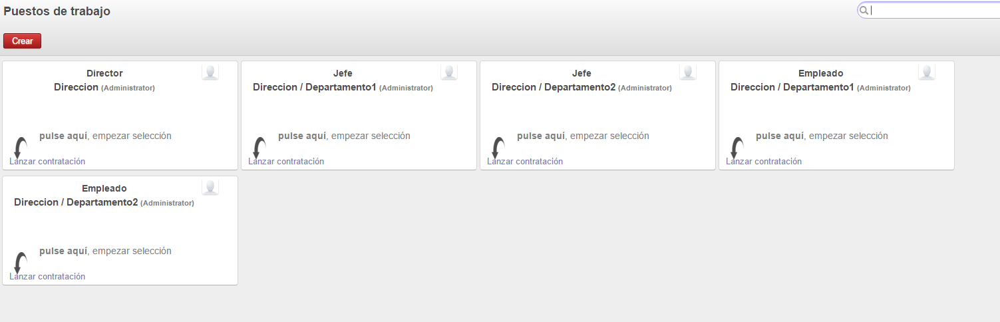 Puestos de trabajo
Crear
Director
Direccion (Administrator)
pulse aquí, empezar selección
Lanzar contratación
Jefe
Direccion / Departamento1 (Administrator)
pulse aquí, empezar selección
Lanzar contratación
Jefe
Direccion / Departamento2 (Administrator)
pulse aquí, empezar selección
Lanzar contratación
Empleado
Direccion / Departamento1 (Administrator)
pulse aquí, empezar selección
Lanzar contratación
Empleado
Direccion / Departamento2 (Administrator)
pulse aquí, empezar selección
Lanzar contratación